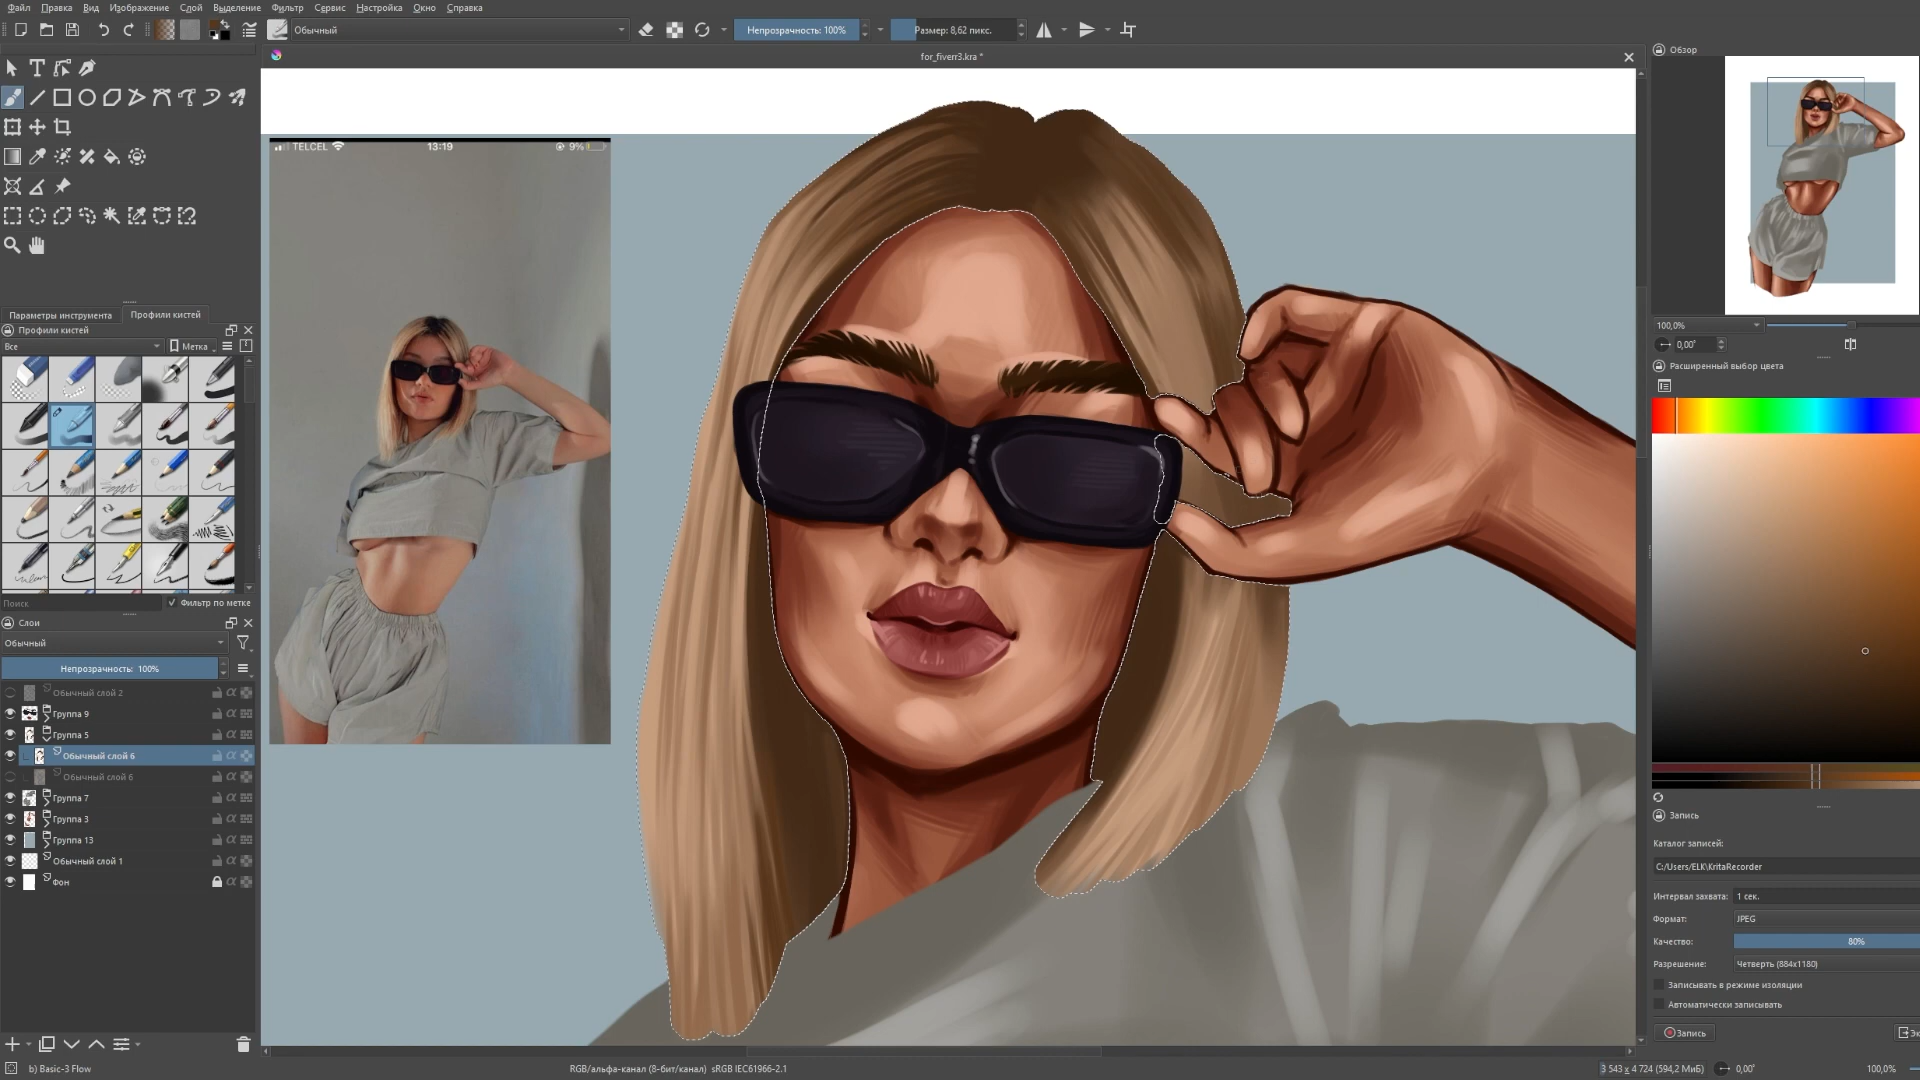 Файл Правка Вид Изображение Слой Выделение Фильтр Сервис Настройка Окно Справка
Обычный
Непрозрачность: 100%
Размер: 8,62 пикс.
for_fiverr3.kra *
Обзор
TELCEL 13:19 9%
Параметры инструмента Профили кистей
Профили кистей
Все Метка
Поиск Фильтр по метке
Слои
Обычный
Непрозрачность: 100%
Обычный слой 2
Группа 9
Группа 5
Обычный слой 6
Обычный слой 6
Группа 7
Группа 3
Группа 13
Обычный слой 1
Фон
b) Basic-3 Flow
RGB/альфа-канал (8-бит/канал) sRGB IEC61966-2.1
3 543 x 4 724 (594,2 МиБ) 0,00° 100,0%
100,0%
0,00°
Расширенный выбор цвета
Запись
Каталог записей:
C:/Users/ELK\KritaRecorder
Интервал захвата: 1 сек.
Формат: JPEG
Качество: 80%
Разрешение: Четверть (884x1180)
Записывать в режиме изоляции
Автоматически записывать
Запись Эк